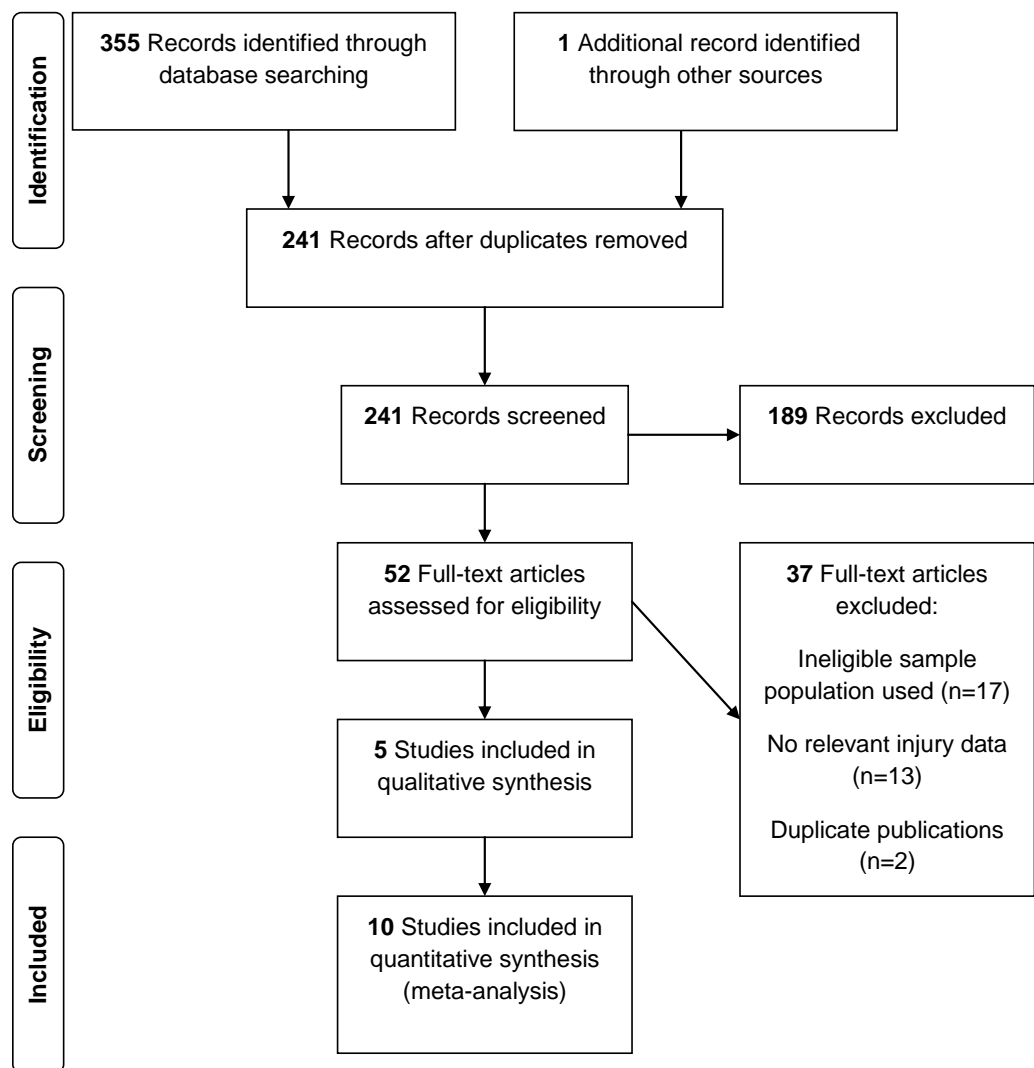 Identification
355 Records identified through
database searching
1 Additional record identified
through other sources
241 Records after duplicates removed
Screening
241 Records screened
189 Records excluded
Eligibility
52 Full-text articles
assessed for eligibility
37 Full-text articles
excluded:
Ineligible sample
population used (n=17)
No relevant injury data
(n=13)
Duplicate publications
(n=2)
5 Studies included in
qualitative synthesis
Included
10 Studies included in
quantitative synthesis
(meta-analysis)